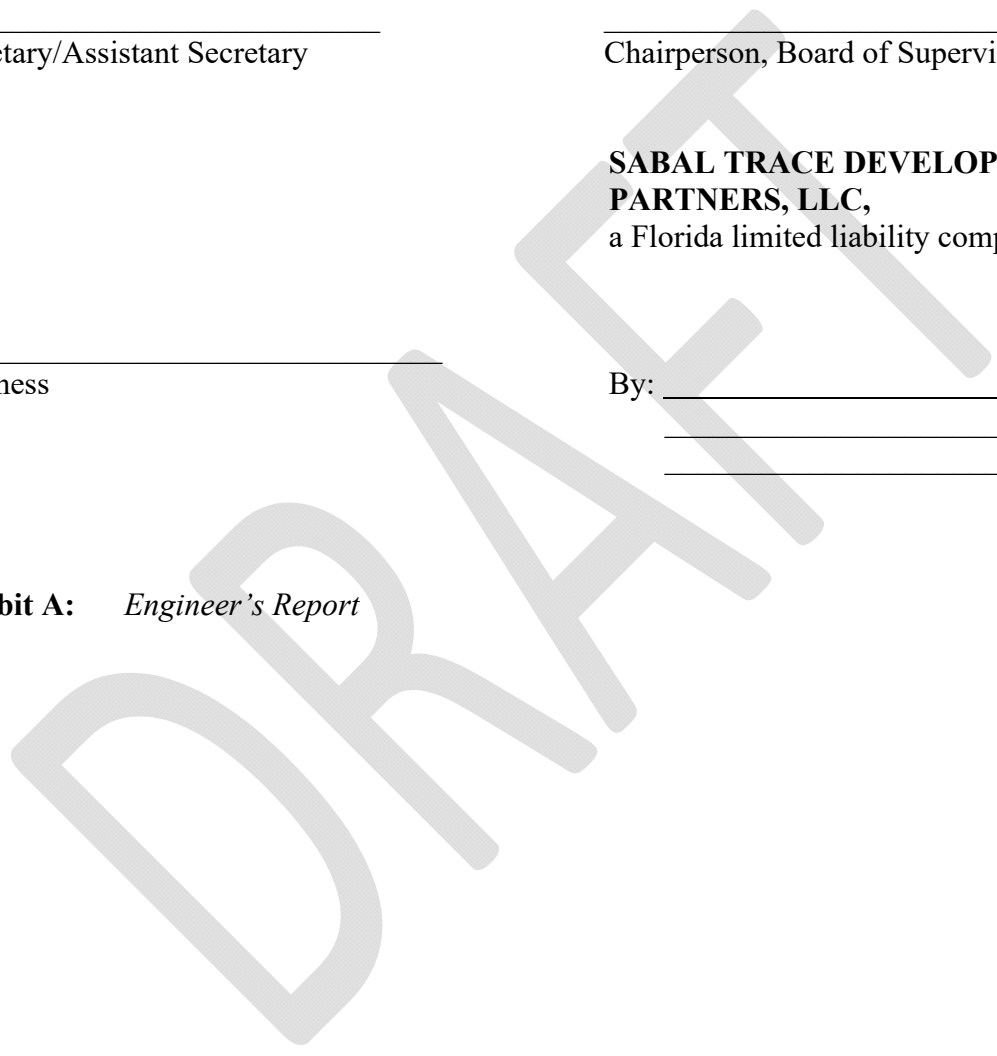 etary/Assistant Secretary
Chairperson, Board of Supervi
SABAL TRACE DEVELOP
PARTNERS, LLC,
a Florida limited liability comp
ness
By:
bit A: Engineer’s Report
DRAFT